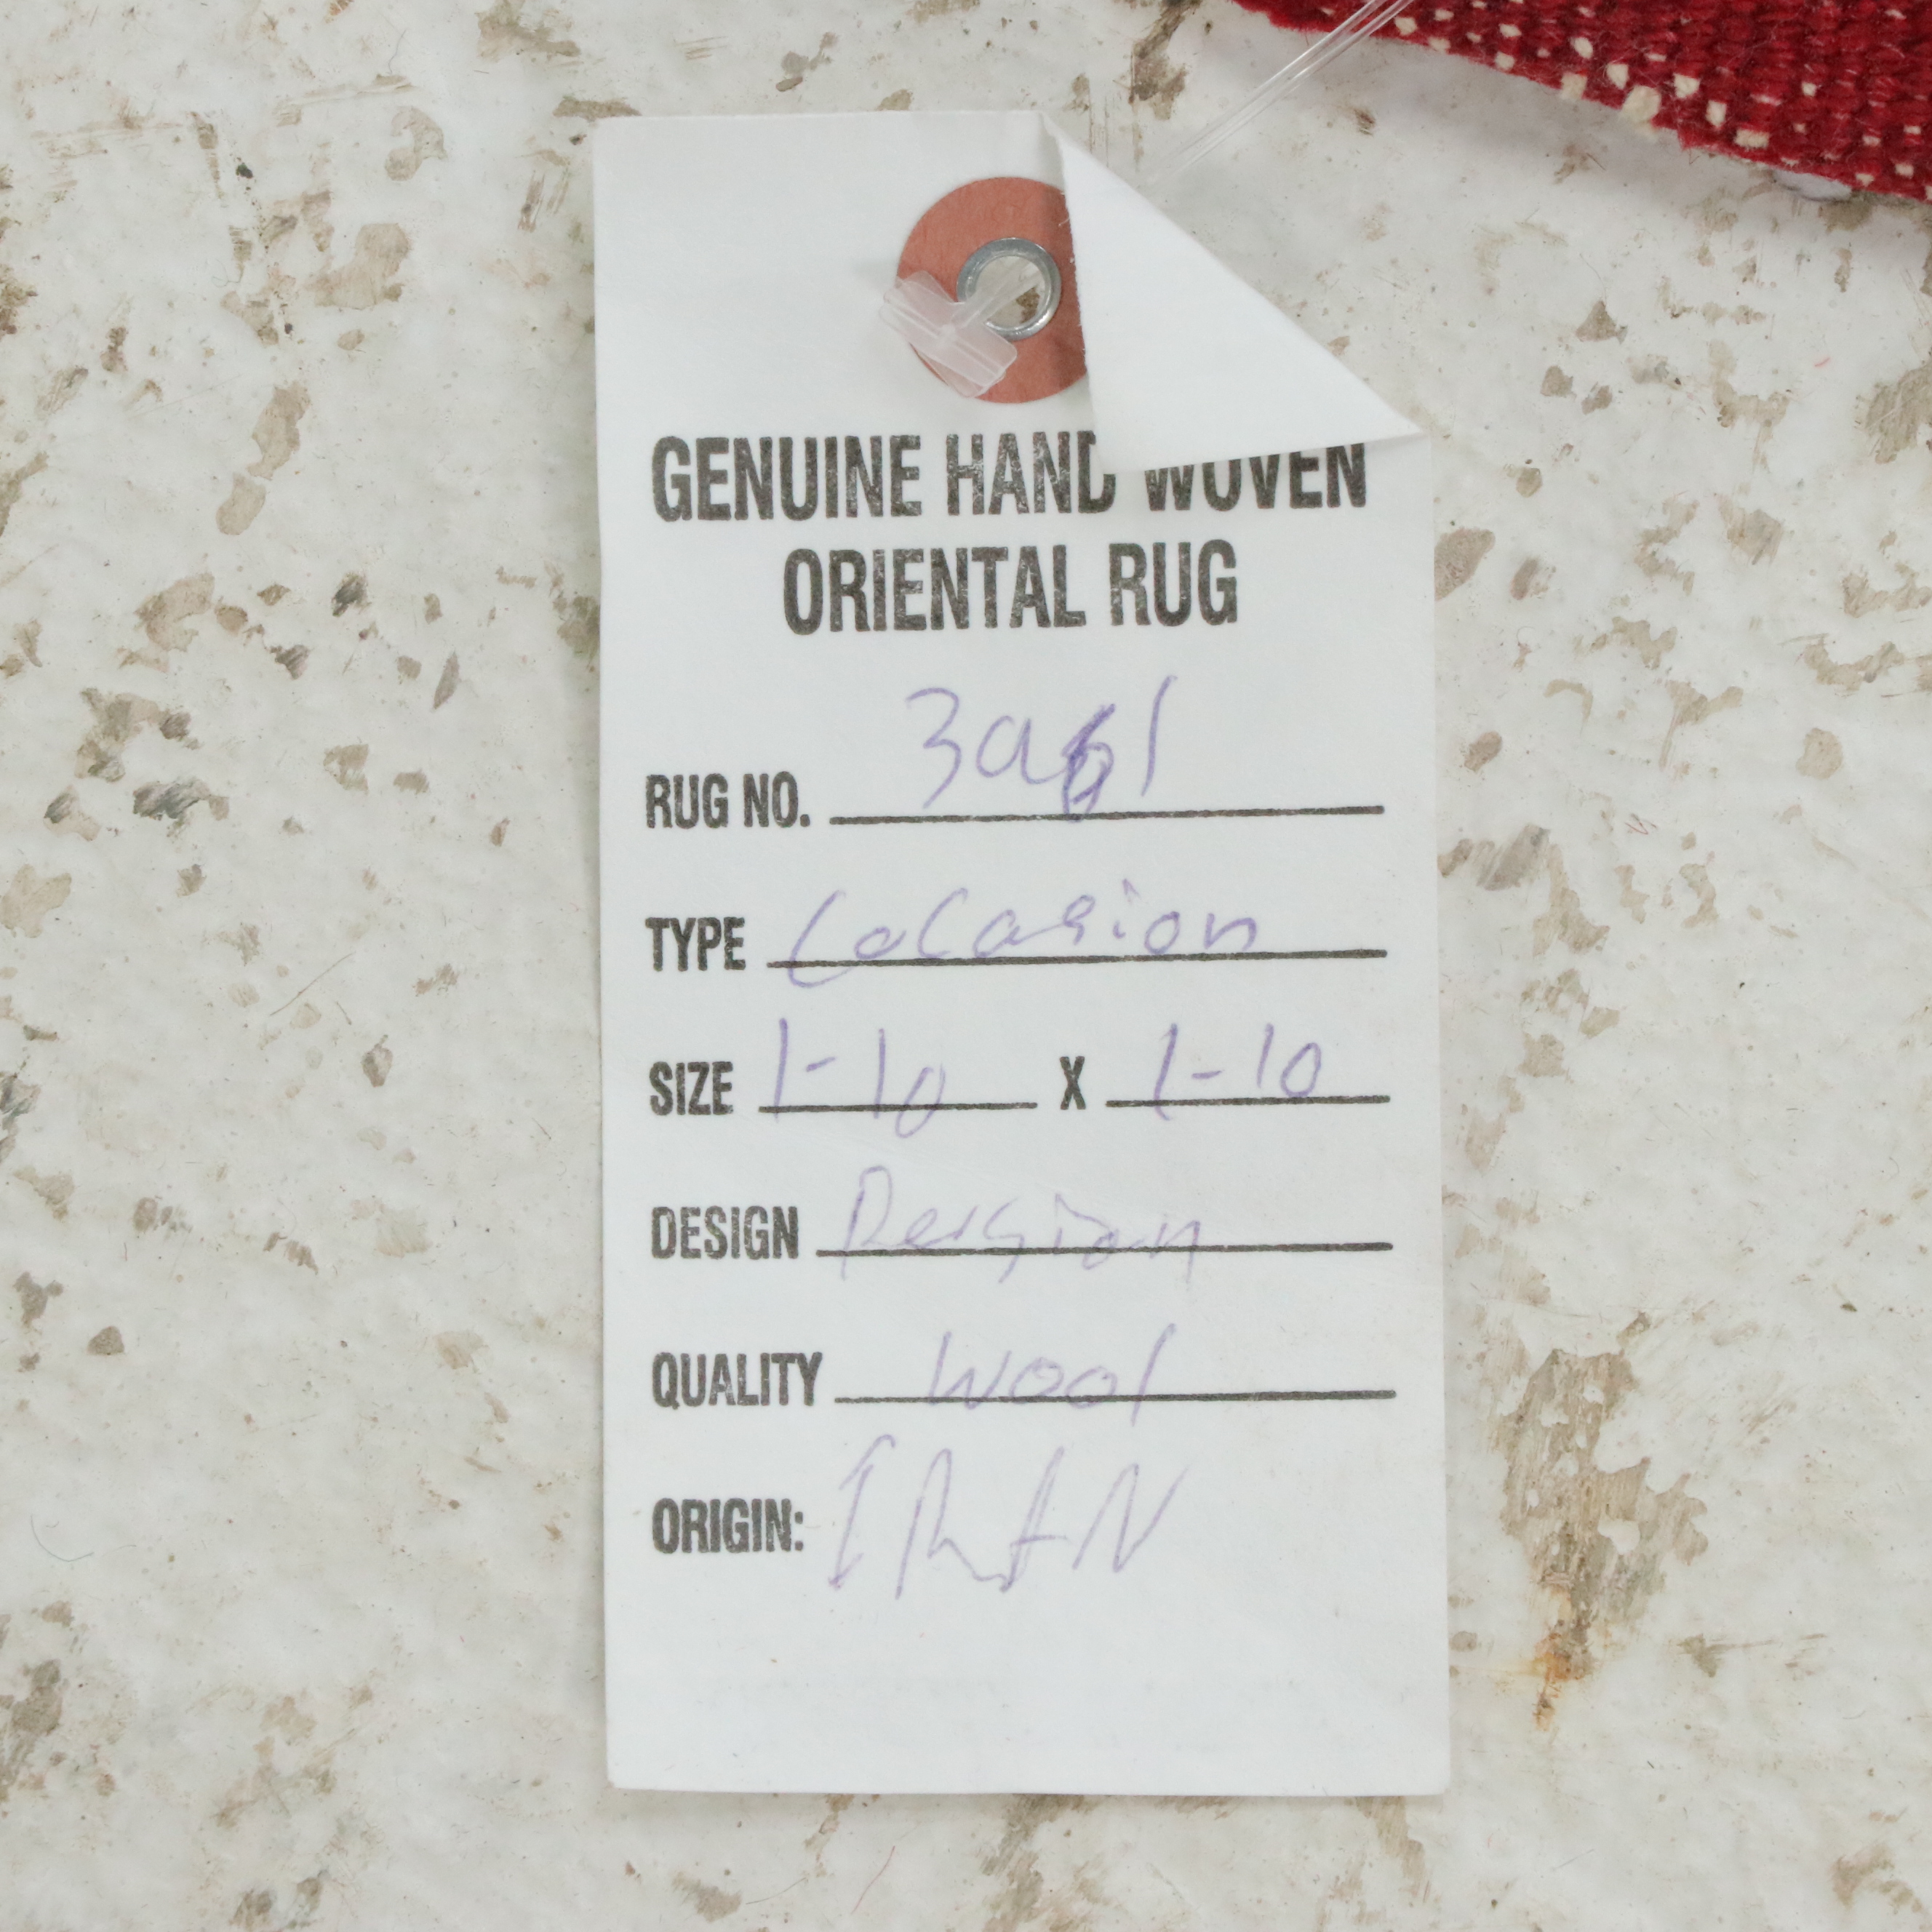 GENUINE HAND WOVEN
ORIENTAL RUG
RUG NO.
TYPE CoCasion
SIZE 1-10 X 1-10
DESIGN Persian
QUALITY wool
ORIGIN: IRAN